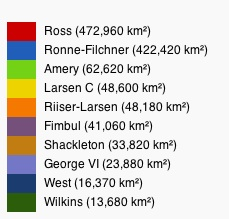 Ross (472,960 km²)
Ronne-Filchner (422,420 km²)
Amery (62,620 km²)
Larsen C (48,600 km²)
Riiser-Larsen (48,180 km²)
Fimbul (41,060 km²)
Shackleton (33,820 km²)
George VI (23,880 km²)
West (16,370 km²)
Wilkins (13,680 km²)